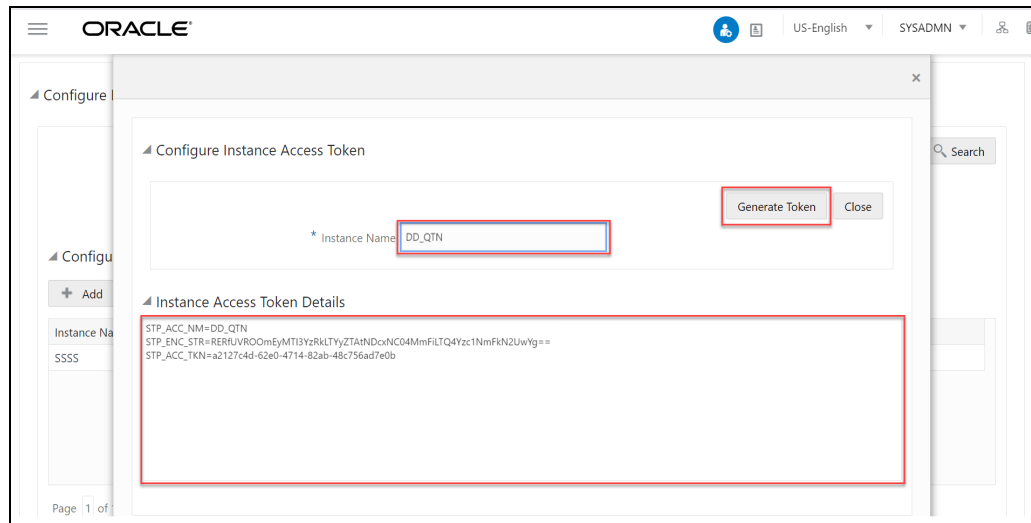 ORACLE
US-English
SYSADMN
Configure
Search
Configure Instance Access Token
Generate Token
Close
* Instance Name
DD_QTN
Configu
Add
Instance Access Token Details
Instance Na
STP_ACC_NM=DD_QTN
STP_ENC_STR=RERfUVROOmEyMTI3YzRkLTYyZTAtNDcxNC04MmFiLTQ4Yzc1NmFkN2UwYg==
STP_ACC_TKN=a2127c4d-62e0-4714-82ab-48c756ad7e0b
SSSS
Page 1 of